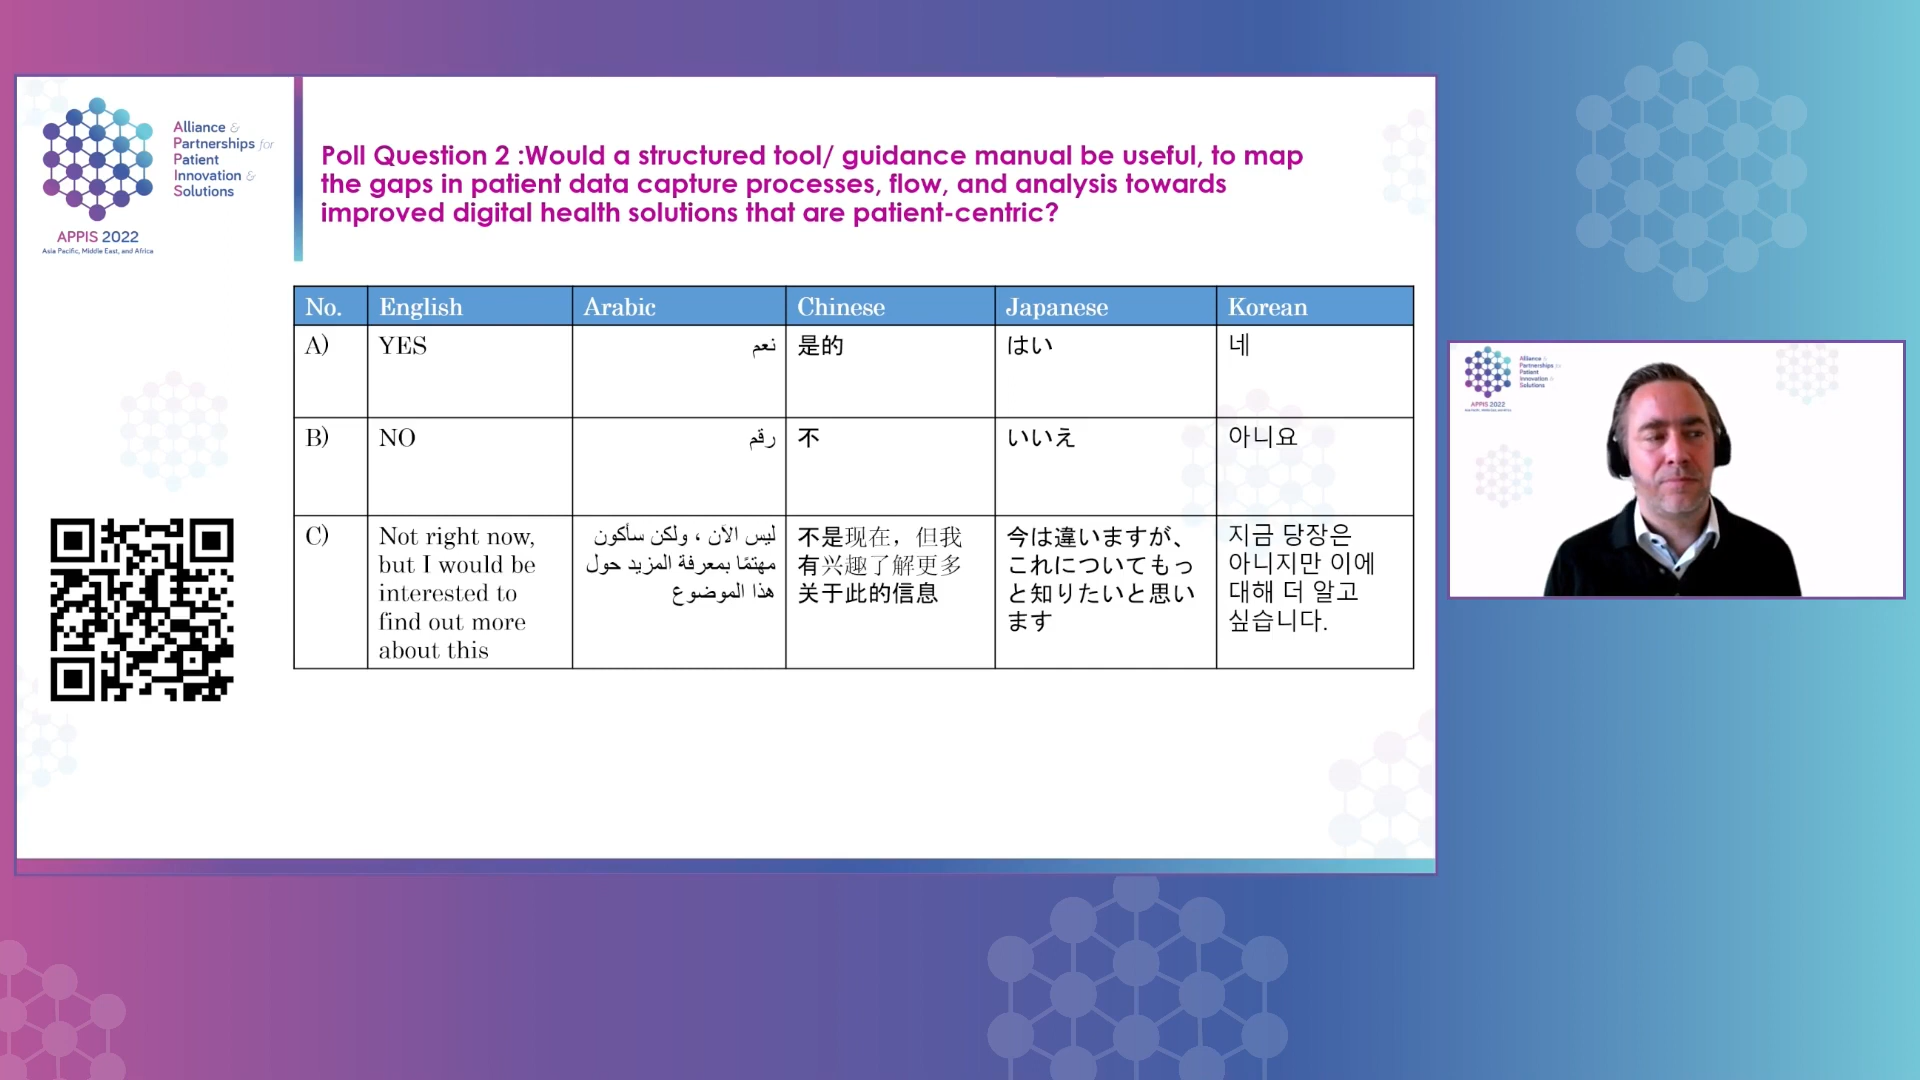 Alliance &
Partnerships for
Patient
Innovation &
Solutions
APPIS 2022
Asia Pacific, Middle East, and Africa
Poll Question 2 :Would a structured tool/ guidance manual be useful, to map
the gaps in patient data capture processes, flow, and analysis towards
improved digital health solutions that are patient-centric?
No.
English
Arabic
Chinese
Japanese
Korean
A)
YES
نعم
是的
はい
네
B)
NO
رقم
不
いいえ
아니요
C)
Not right now,
but I would be
interested to
find out more
about this
ليس الآن ، ولكن سأكون
مهتمًا بمعرفة المزيد حول
هذا الموضوع
不是现在，但我
有兴趣了解更多
关于此的信息
今は違いますが、
これについてもっ
と知りたいと思い
ます
지금 당장은
아니지만 이에
대해 더 알고
싶습니다.
Alliance &
Partnerships for
Patient
Innovation &
Solutions
APPIS 2022